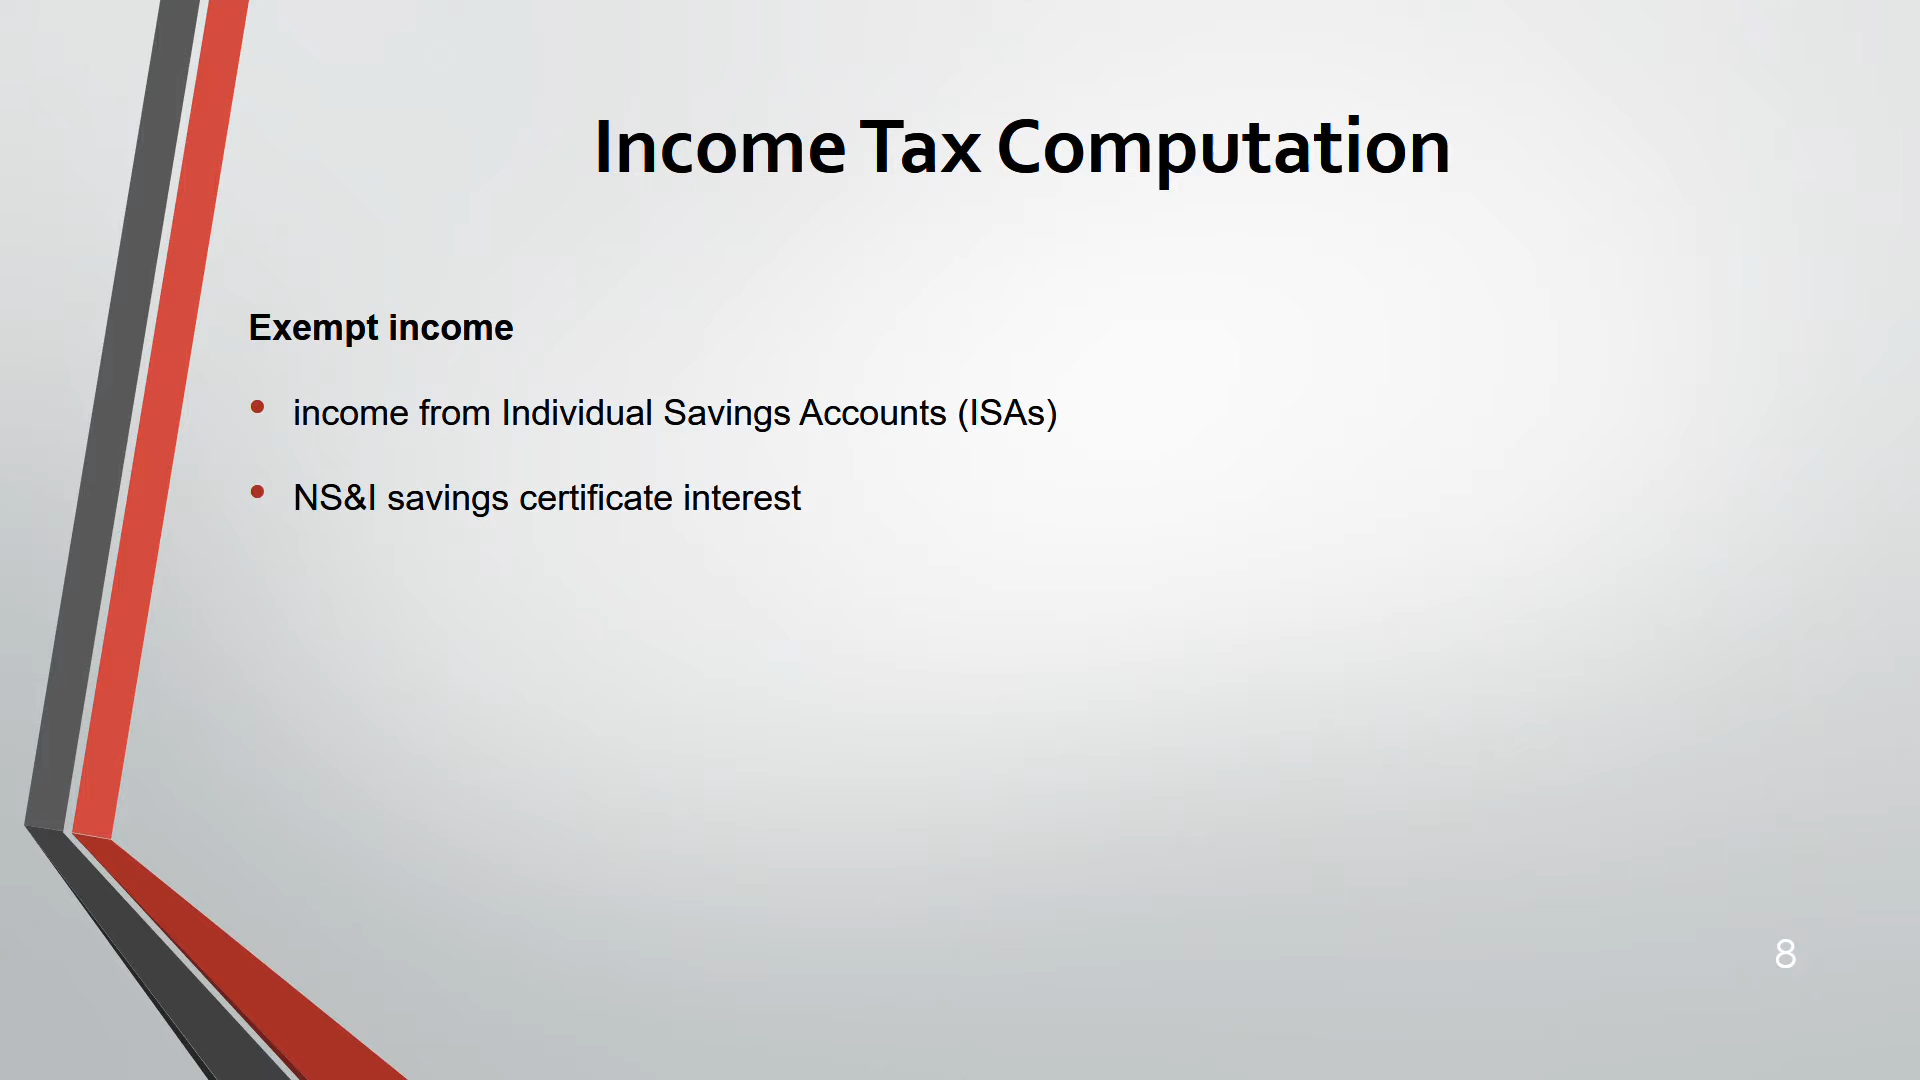 Income Tax Computation
Exempt income
• income from Individual Savings Accounts (ISAs)
• NS&I savings certificate interest
8